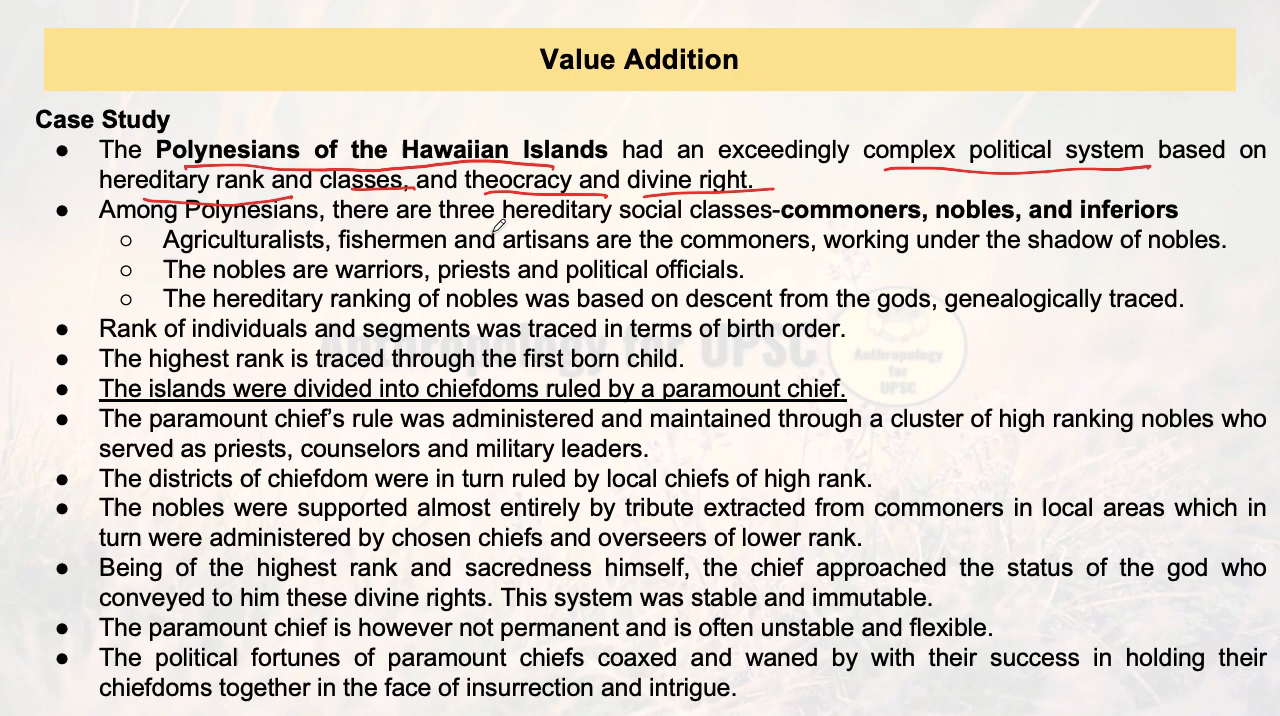 Value Addition
Case Study
● The Polynesians of the Hawaiian Islands had an exceedingly complex political system based on
hereditary rank and classes, and theocracy and divine right.
● Among Polynesians, there are three hereditary social classes-commoners, nobles, and inferiors
○ Agriculturalists, fishermen and artisans are the commoners, working under the shadow of nobles.
○ The nobles are warriors, priests and political officials.
○ The hereditary ranking of nobles was based on descent from the gods, genealogically traced.
● Rank of individuals and segments was traced in terms of birth order.
● The highest rank is traced through the first born child.
● The islands were divided into chiefdoms ruled by a paramount chief.
● The paramount chief's rule was administered and maintained through a cluster of high ranking nobles who
served as priests, counselors and military leaders.
● The districts of chiefdom were in turn ruled by local chiefs of high rank.
● The nobles were supported almost entirely by tribute extracted from commoners in local areas which in
turn were administered by chosen chiefs and overseers of lower rank.
● Being of the highest rank and sacredness himself, the chief approached the status of the god who
conveyed to him these divine rights. This system was stable and immutable.
● The paramount chief is however not permanent and is often unstable and flexible.
● The political fortunes of paramount chiefs coaxed and waned by with their success in holding their
chiefdoms together in the face of insurrection and intrigue.
Anthropology for UPSC
Anthropology
for
UPSC